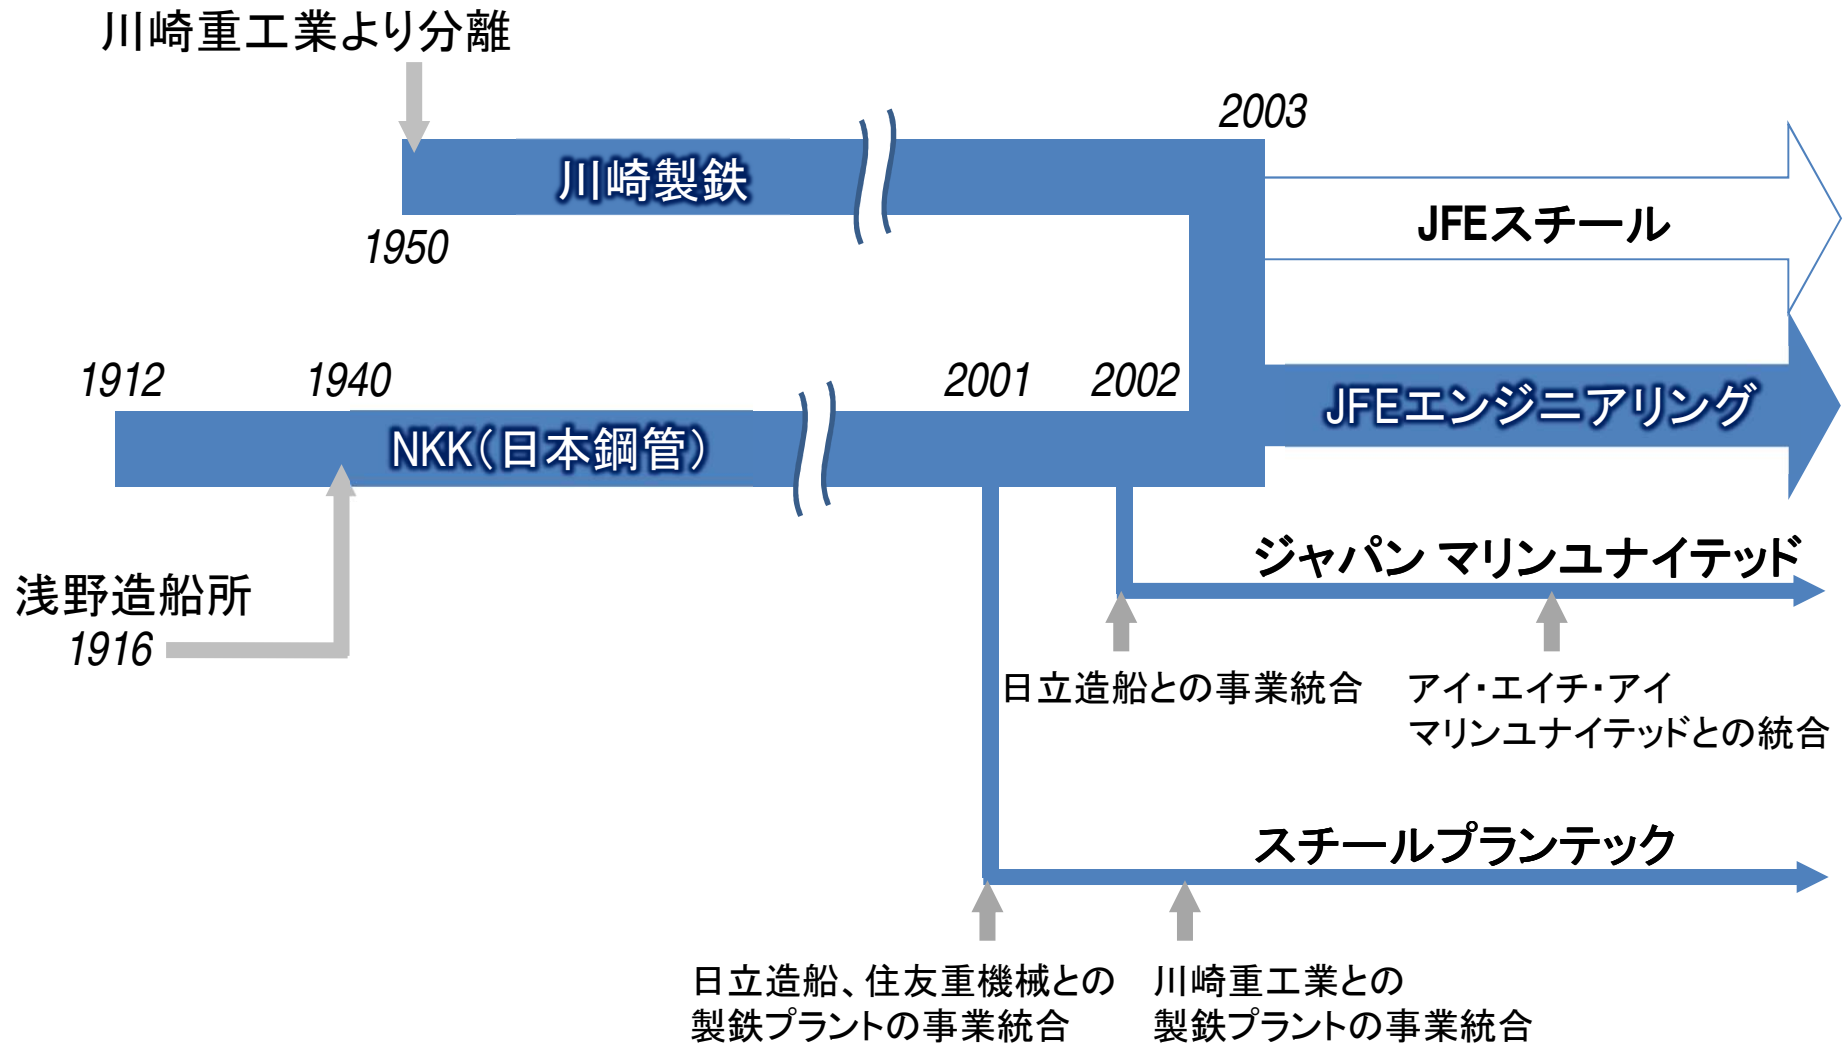 川崎重工業より分離
2003
川崎製鉄
1950
JFEスチール
1912
1940
2001
2002
NKK(日本鋼管)
JFEエンジニアリング
浅野造船所
1916
ジャパン マリンユナイテッド
日立造船との事業統合
アイ・エイチ・アイ
マリンユナイテッドとの統合
スチールプランテック
日立造船、住友重機械との
製鉄プラントの事業統合
川崎重工業との
製鉄プラントの事業統合